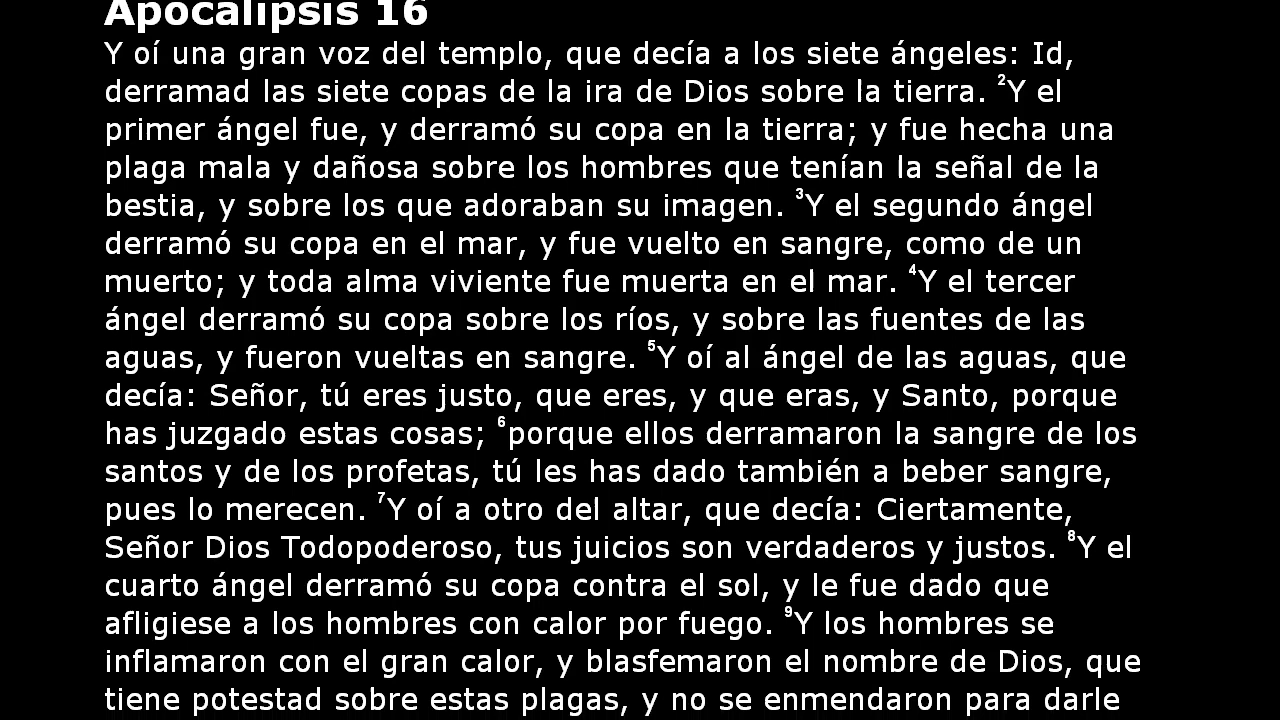 Apocalipsis 16
Y oí una gran voz del templo, que decía a los siete ángeles: Id,
derramad las siete copas de la ira de Dios sobre la tierra. ²Y el
primer ángel fue, y derramó su copa en la tierra; y fue hecha una
plaga mala y dañosa sobre los hombres que tenían la señal de la
bestia, y sobre los que adoraban su imagen. ³Y el segundo ángel
derramó su copa en el mar, y fue vuelto en sangre, como de un
muerto; y toda alma viviente fue muerta en el mar. ⁴Y el tercer
ángel derramó su copa sobre los ríos, y sobre las fuentes de las
aguas, y fueron vueltas en sangre. ⁵Y oí al ángel de las aguas, que
decía: Señor, tú eres justo, que eres, y que eras, y Santo, porque
has juzgado estas cosas; ⁶porque ellos derramaron la sangre de los
santos y de los profetas, tú les has dado también a beber sangre,
pues lo merecen. ⁷Y oí a otro del altar, que decía: Ciertamente,
Señor Dios Todopoderoso, tus juicios son verdaderos y justos. ⁸Y el
cuarto ángel derramó su copa contra el sol, y le fue dado que
afligiese a los hombres con calor por fuego. ⁹Y los hombres se
inflamaron con el gran calor, y blasfemaron el nombre de Dios, que
tiene potestad sobre estas plagas, y no se enmendaron para darle